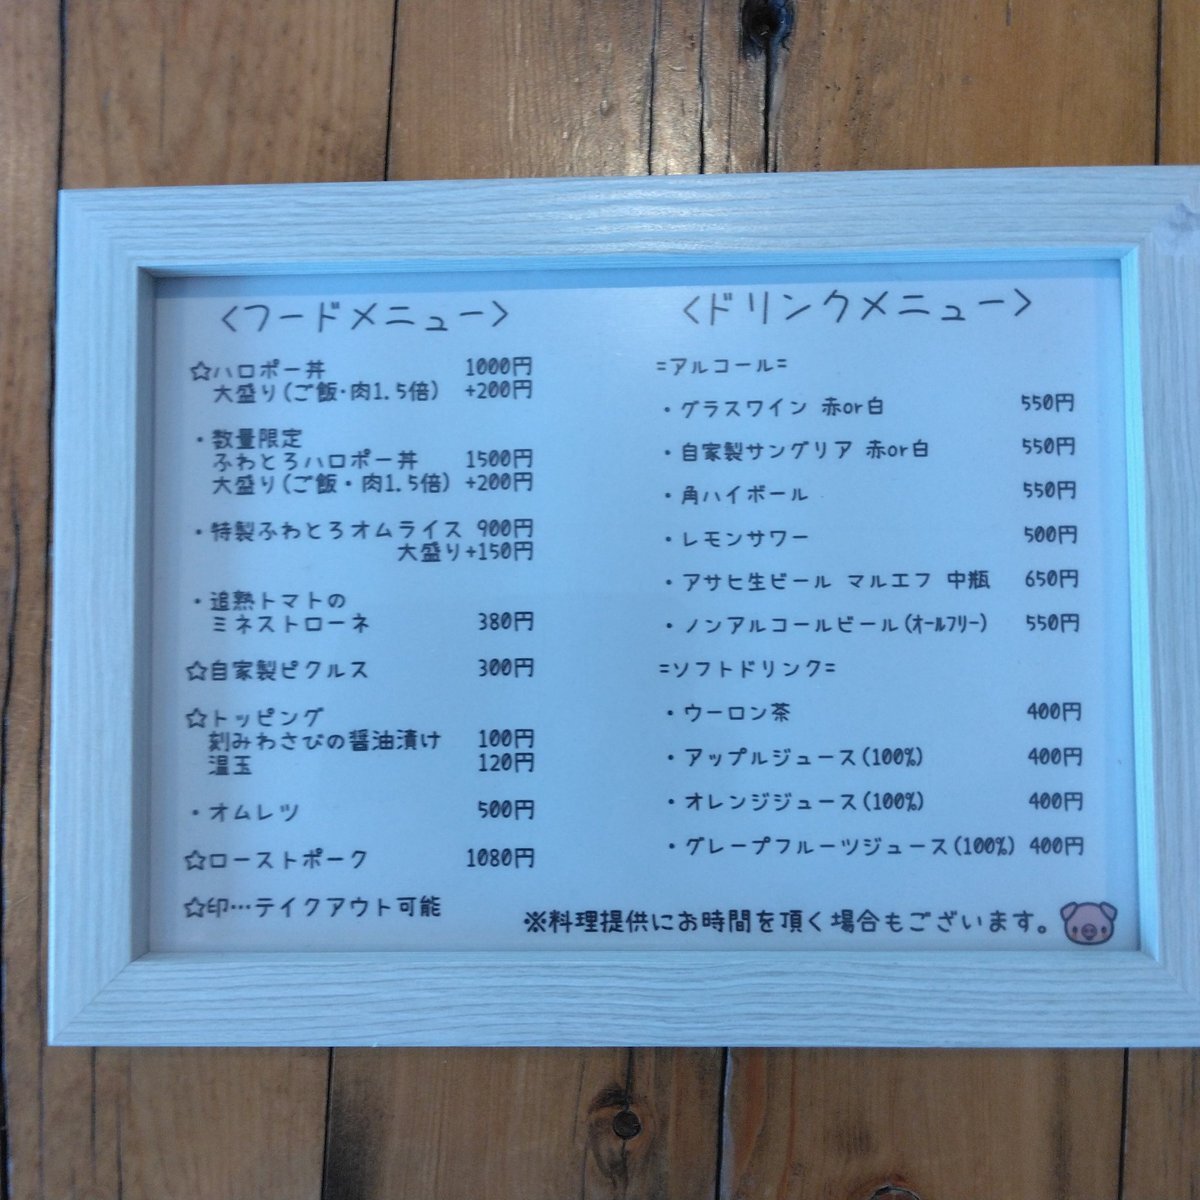 <フードメニュー>
☆ハロポー丼 1000円
大盛り(ご飯・肉1.5倍) +200円
・数量限定
ふわとろハロポー丼 1500円
大盛り(ご飯・肉1.5倍) +200円
・特製ふわとろオムライス 900円
大盛り+150円
・追熟トマトの
ミネストローネ 380円
☆自家製ピクルス 300円
☆トッピング
刻みわさびの醤油漬け 100円
温玉 120円
・オムレツ 500円
☆ローストポーク 1080円
☆印…テイクアウト可能
<ドリンクメニュー>
=アルコール=
・グラスワイン 赤or白 550円
・自家製サングリア 赤or白 550円
・角ハイボール 550円
・レモンサワー 500円
・アサヒ生ビール マルエフ 中瓶 650円
・ノンアルコールビール(ｵｰﾙﾌﾘｰ) 550円
=ソフトドリンク=
・ウーロン茶 400円
・アップルジュース(100%) 400円
・オレンジジュース(100%) 400円
・グレープフルーツジュース(100%) 400円
※料理提供にお時間を頂く場合もございます。